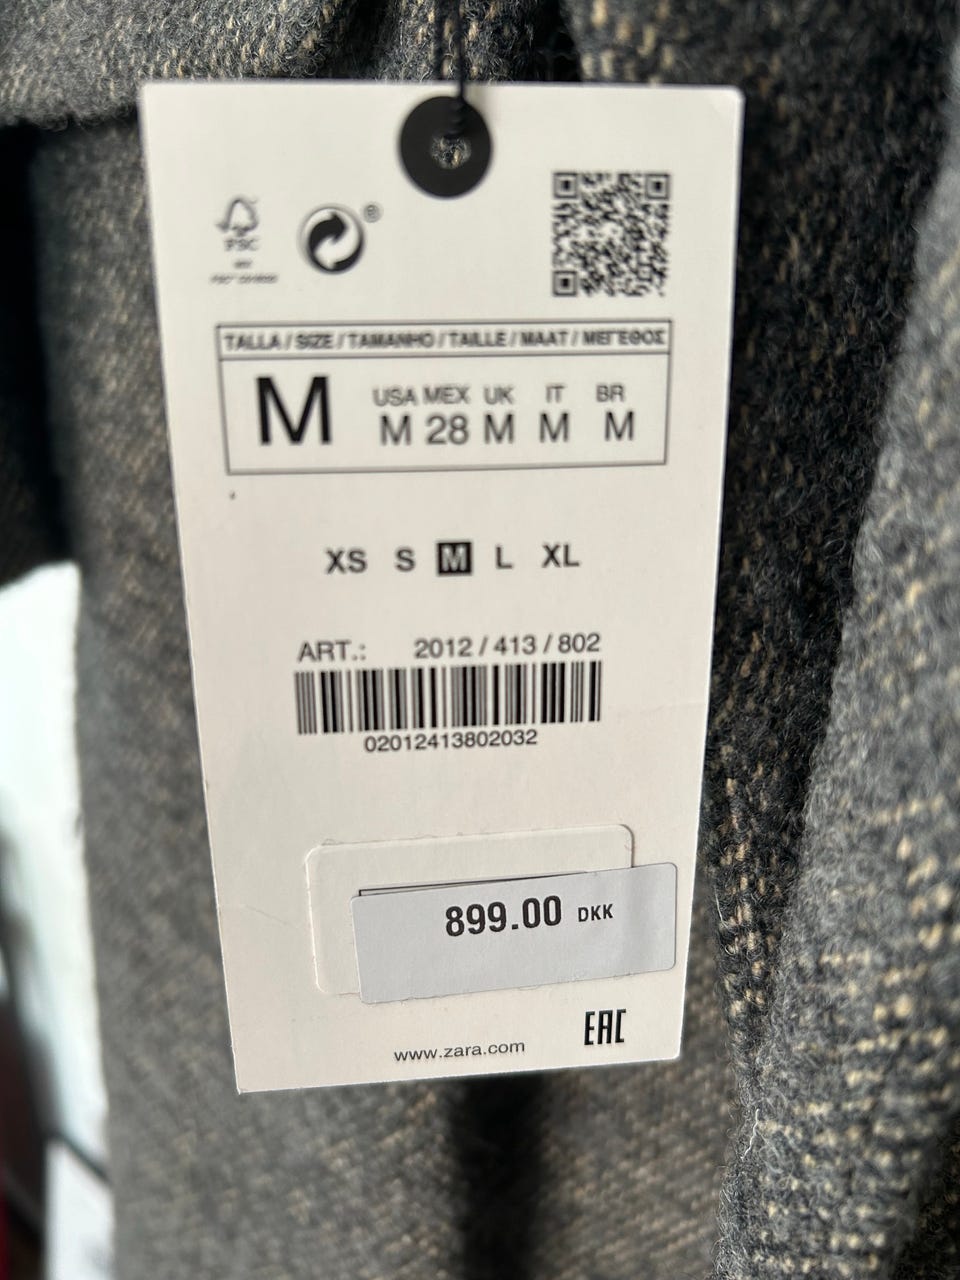 FSC
®
TALLA / SIZE / TAMANHO / TAILLE / MAAT / ΜΕΓΕΘΟΣ
M
USA MEX UK IT BR
M 28 M M M
XS S M L XL
ART.: 2012 / 413 / 802
02012413802032
899.00 DKK
EAC
www.zara.com